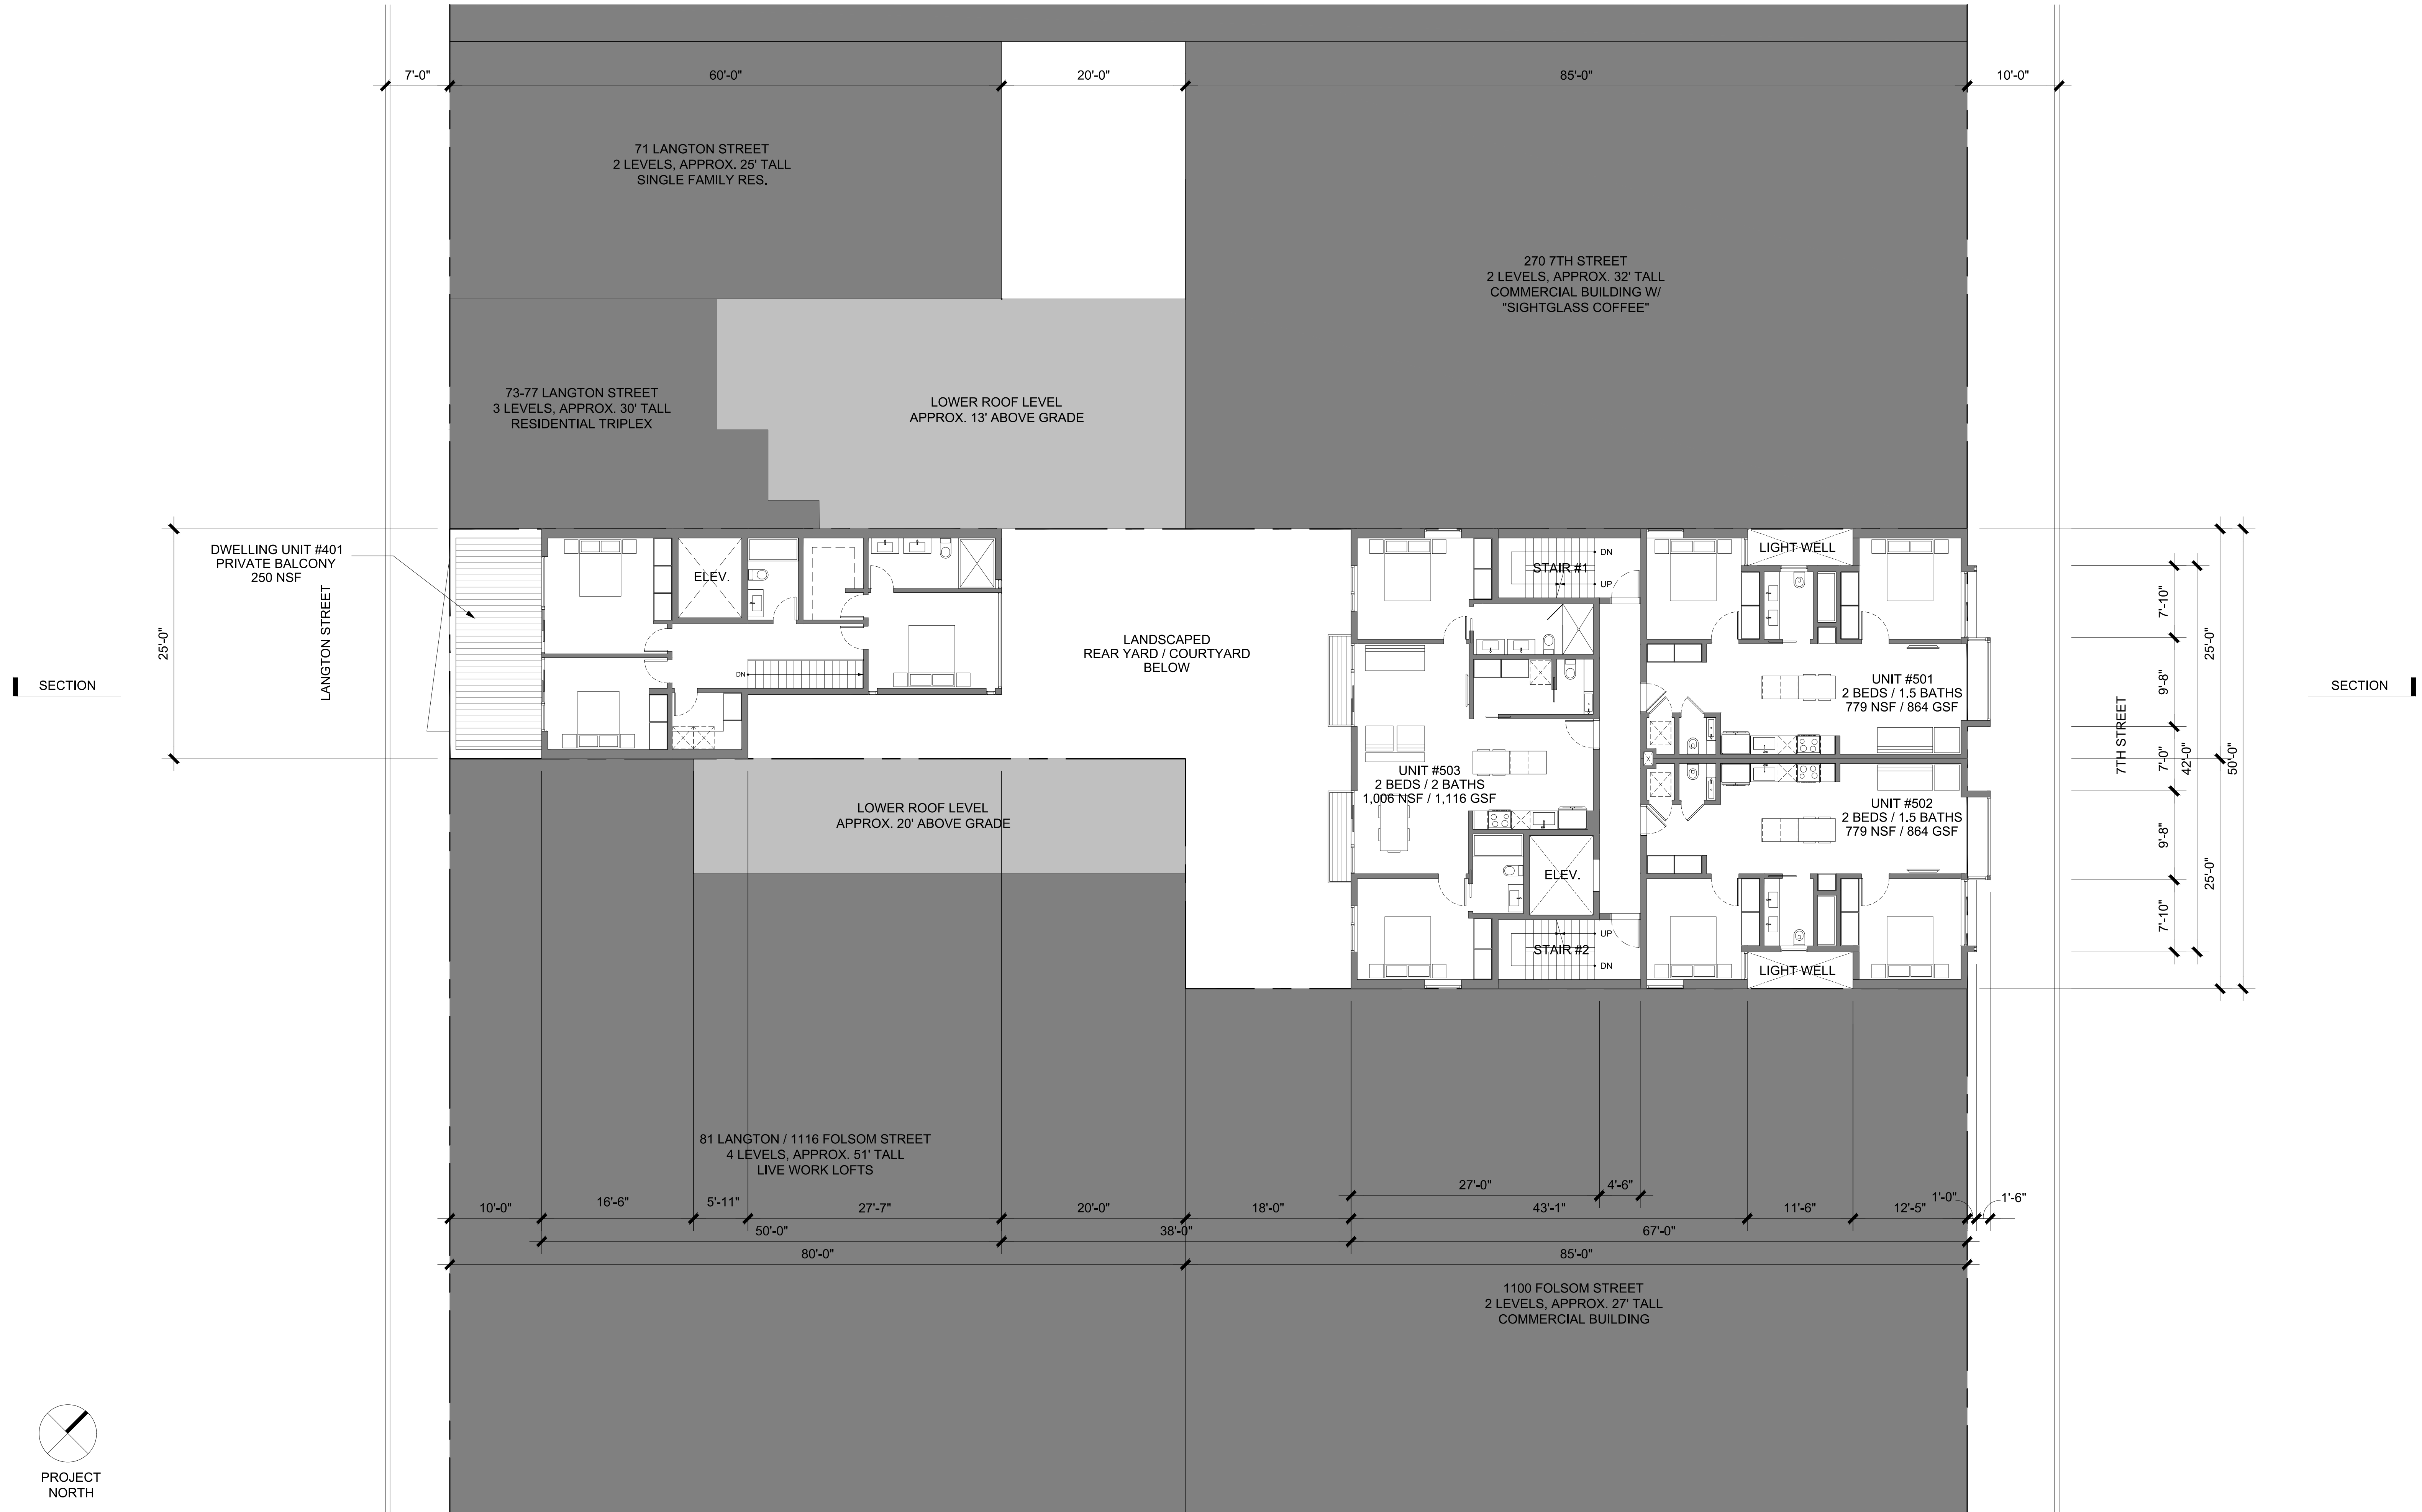 7'-0"
60'-0"
20'-0"
85'-0"
10'-0"
71 LANGTON STREET
2 LEVELS, APPROX. 25' TALL
SINGLE FAMILY RES.
270 7TH STREET
2 LEVELS, APPROX. 32' TALL
COMMERCIAL BUILDING W/
"SIGHTGLASS COFFEE"
73-77 LANGTON STREET
3 LEVELS, APPROX. 30' TALL
RESIDENTIAL TRIPLEX
LOWER ROOF LEVEL
APPROX. 13' ABOVE GRADE
DWELLING UNIT #401
PRIVATE BALCONY
250 NSF
LANGTON STREET
25'-0"
SECTION
ELEV.
DN
LANDSCAPED
REAR YARD / COURTYARD
BELOW
STAIR #1
DN
UP
LIGHT WELL
UNIT #501
2 BEDS / 1.5 BATHS
779 NSF / 864 GSF
UNIT #503
2 BEDS / 2 BATHS
1,006 NSF / 1,116 GSF
UNIT #502
2 BEDS / 1.5 BATHS
779 NSF / 864 GSF
ELEV.
STAIR #2
UP
DN
LIGHT WELL
7TH STREET
7'-10"
9'-8"
7'-0"
9'-8"
7'-10"
42'-0"
25'-0"
25'-0"
50'-0"
SECTION
LOWER ROOF LEVEL
APPROX. 20' ABOVE GRADE
81 LANGTON / 1116 FOLSOM STREET
4 LEVELS, APPROX. 51' TALL
LIVE WORK LOFTS
27'-0"
4'-6"
10'-0"
16'-6"
5'-11"
27'-7"
20'-0"
18'-0"
43'-1"
11'-6"
12'-5"
1'-0"
1'-6"
50'-0"
38'-0"
67'-0"
80'-0"
85'-0"
1100 FOLSOM STREET
2 LEVELS, APPROX. 27' TALL
COMMERCIAL BUILDING
PROJECT
NORTH